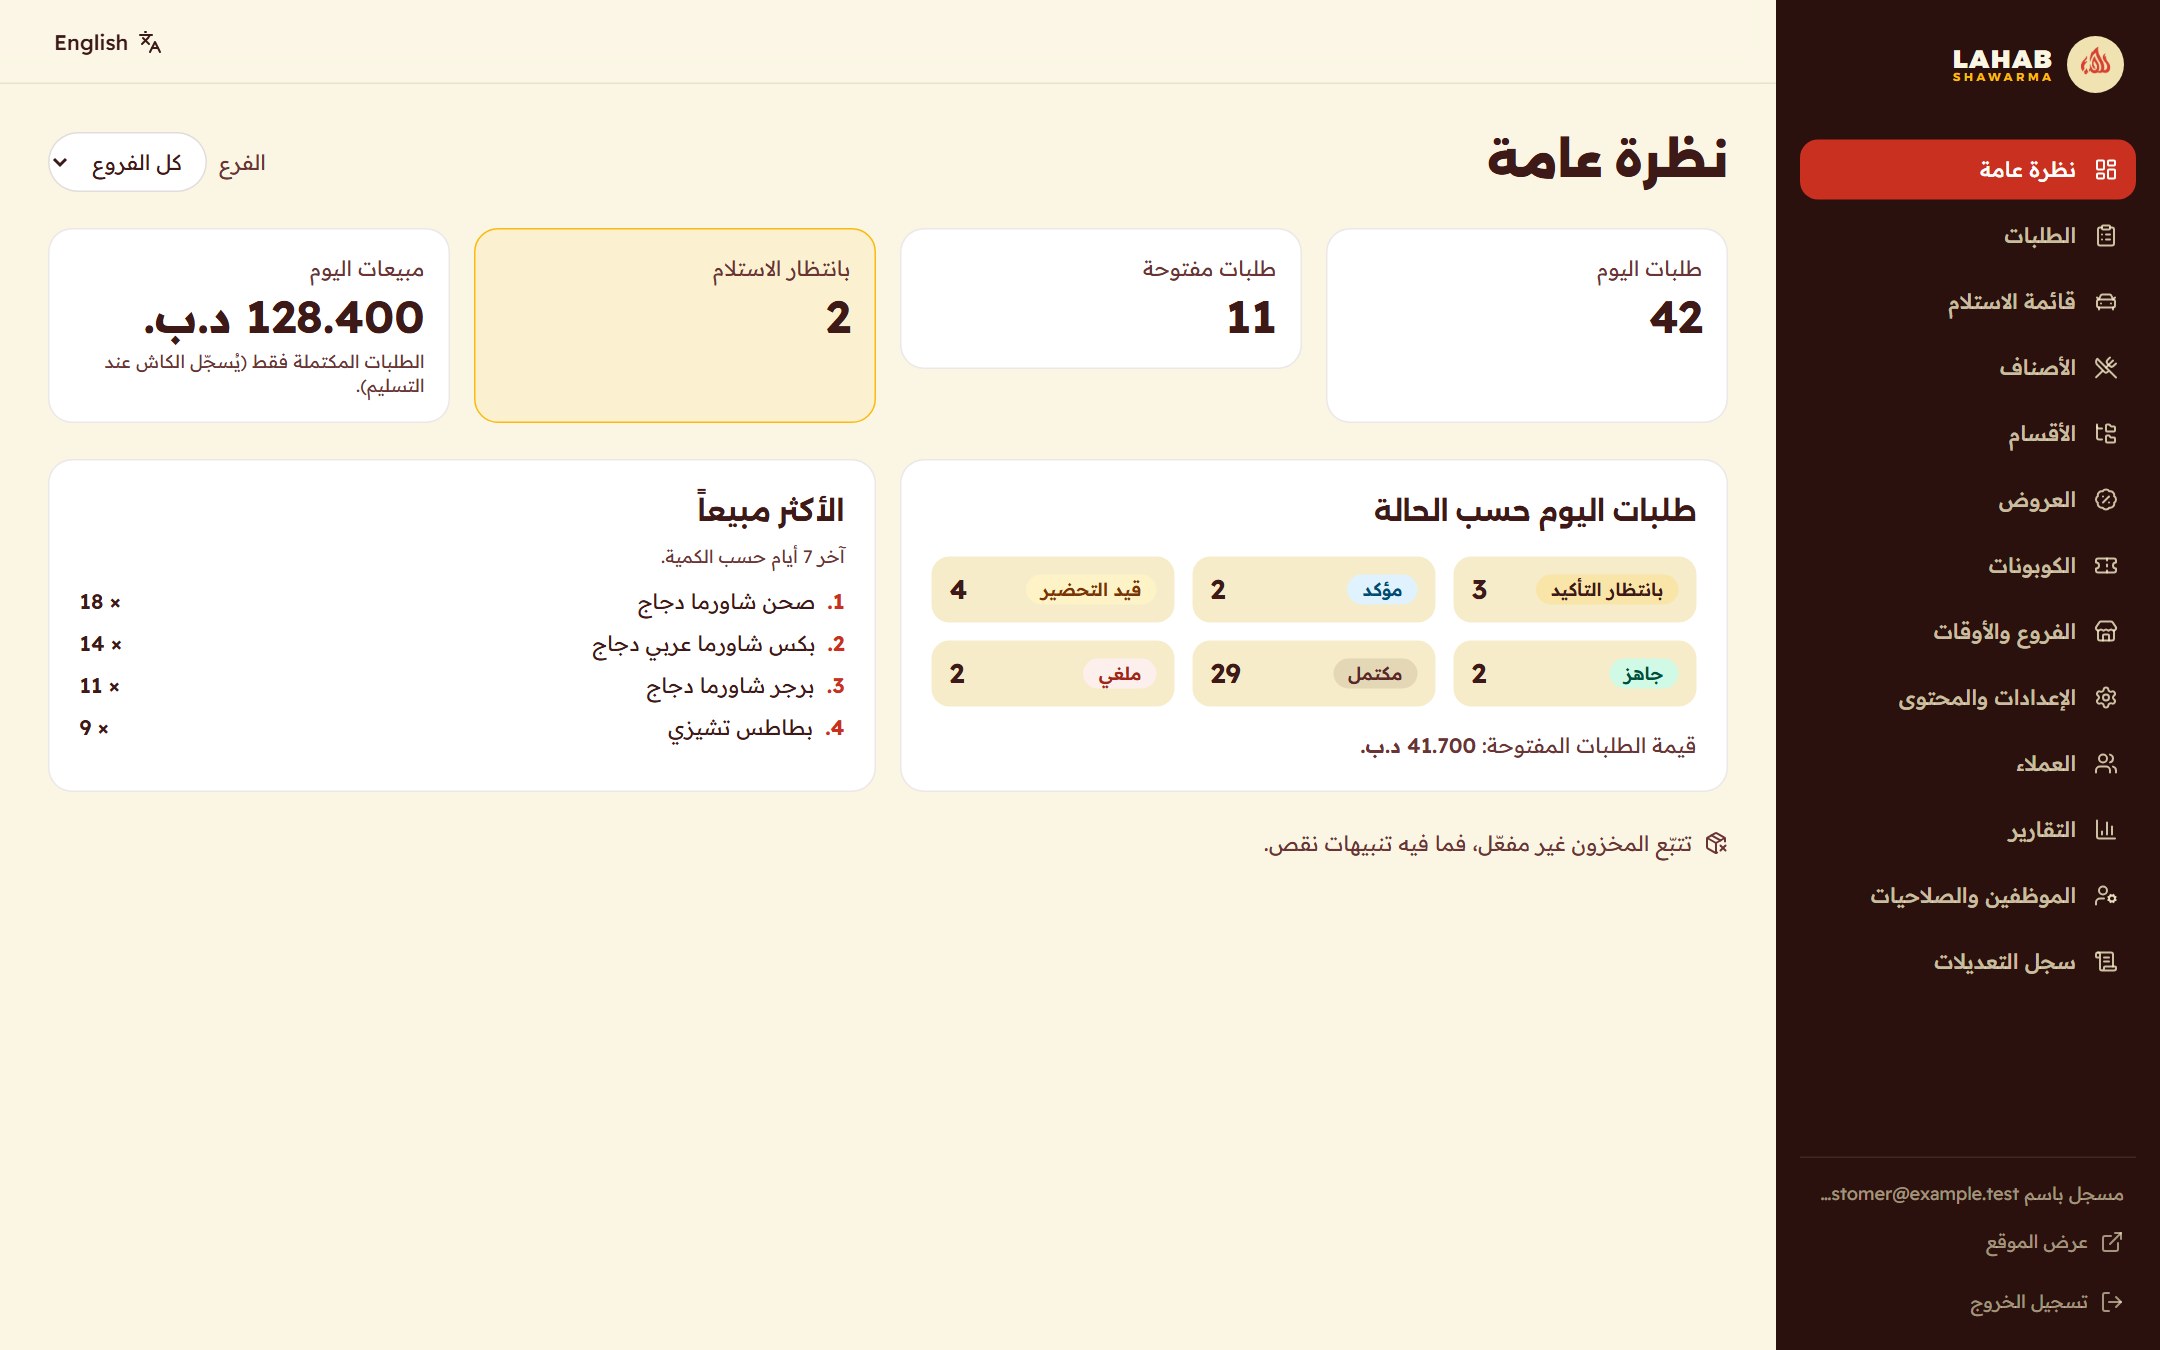 LAHAB
SHAWARMA
نظرة عامة
الطلبات
قائمة الاستلام
الأصناف
الأقسام
العروض
الكوبونات
الفروع والأوقات
الإعدادات والمحتوى
العملاء
التقارير
الموظفين والصلاحيات
سجل التعديلات
مسجل باسم stomer@example.test...
عرض الموقع
تسجيل الخروج
English
نظرة عامة
الفرع
كل الفروع
طلبات اليوم
42
طلبات مفتوحة
11
بانتظار الاستلام
2
مبيعات اليوم
128.400 د.ب.
الطلبات المكتملة فقط (يُسجّل الكاش عند
التسليم).
طلبات اليوم حسب الحالة
بانتظار التأكيد 3
مؤكد 2
قيد التحضير 4
جاهز 2
مكتمل 29
ملغي 2
قيمة الطلبات المفتوحة: 41.700 د.ب.
الأكثر مبيعاً
آخر 7 أيام حسب الكمية.
1. صحن شاورما دجاج 18 ×
2. بكس شاورما عربي دجاج 14 ×
3. برجر شاورما دجاج 11 ×
4. بطاطس تشيزي 9 ×
تتبّع المخزون غير مفعّل، فما فيه تنبيهات نقص.